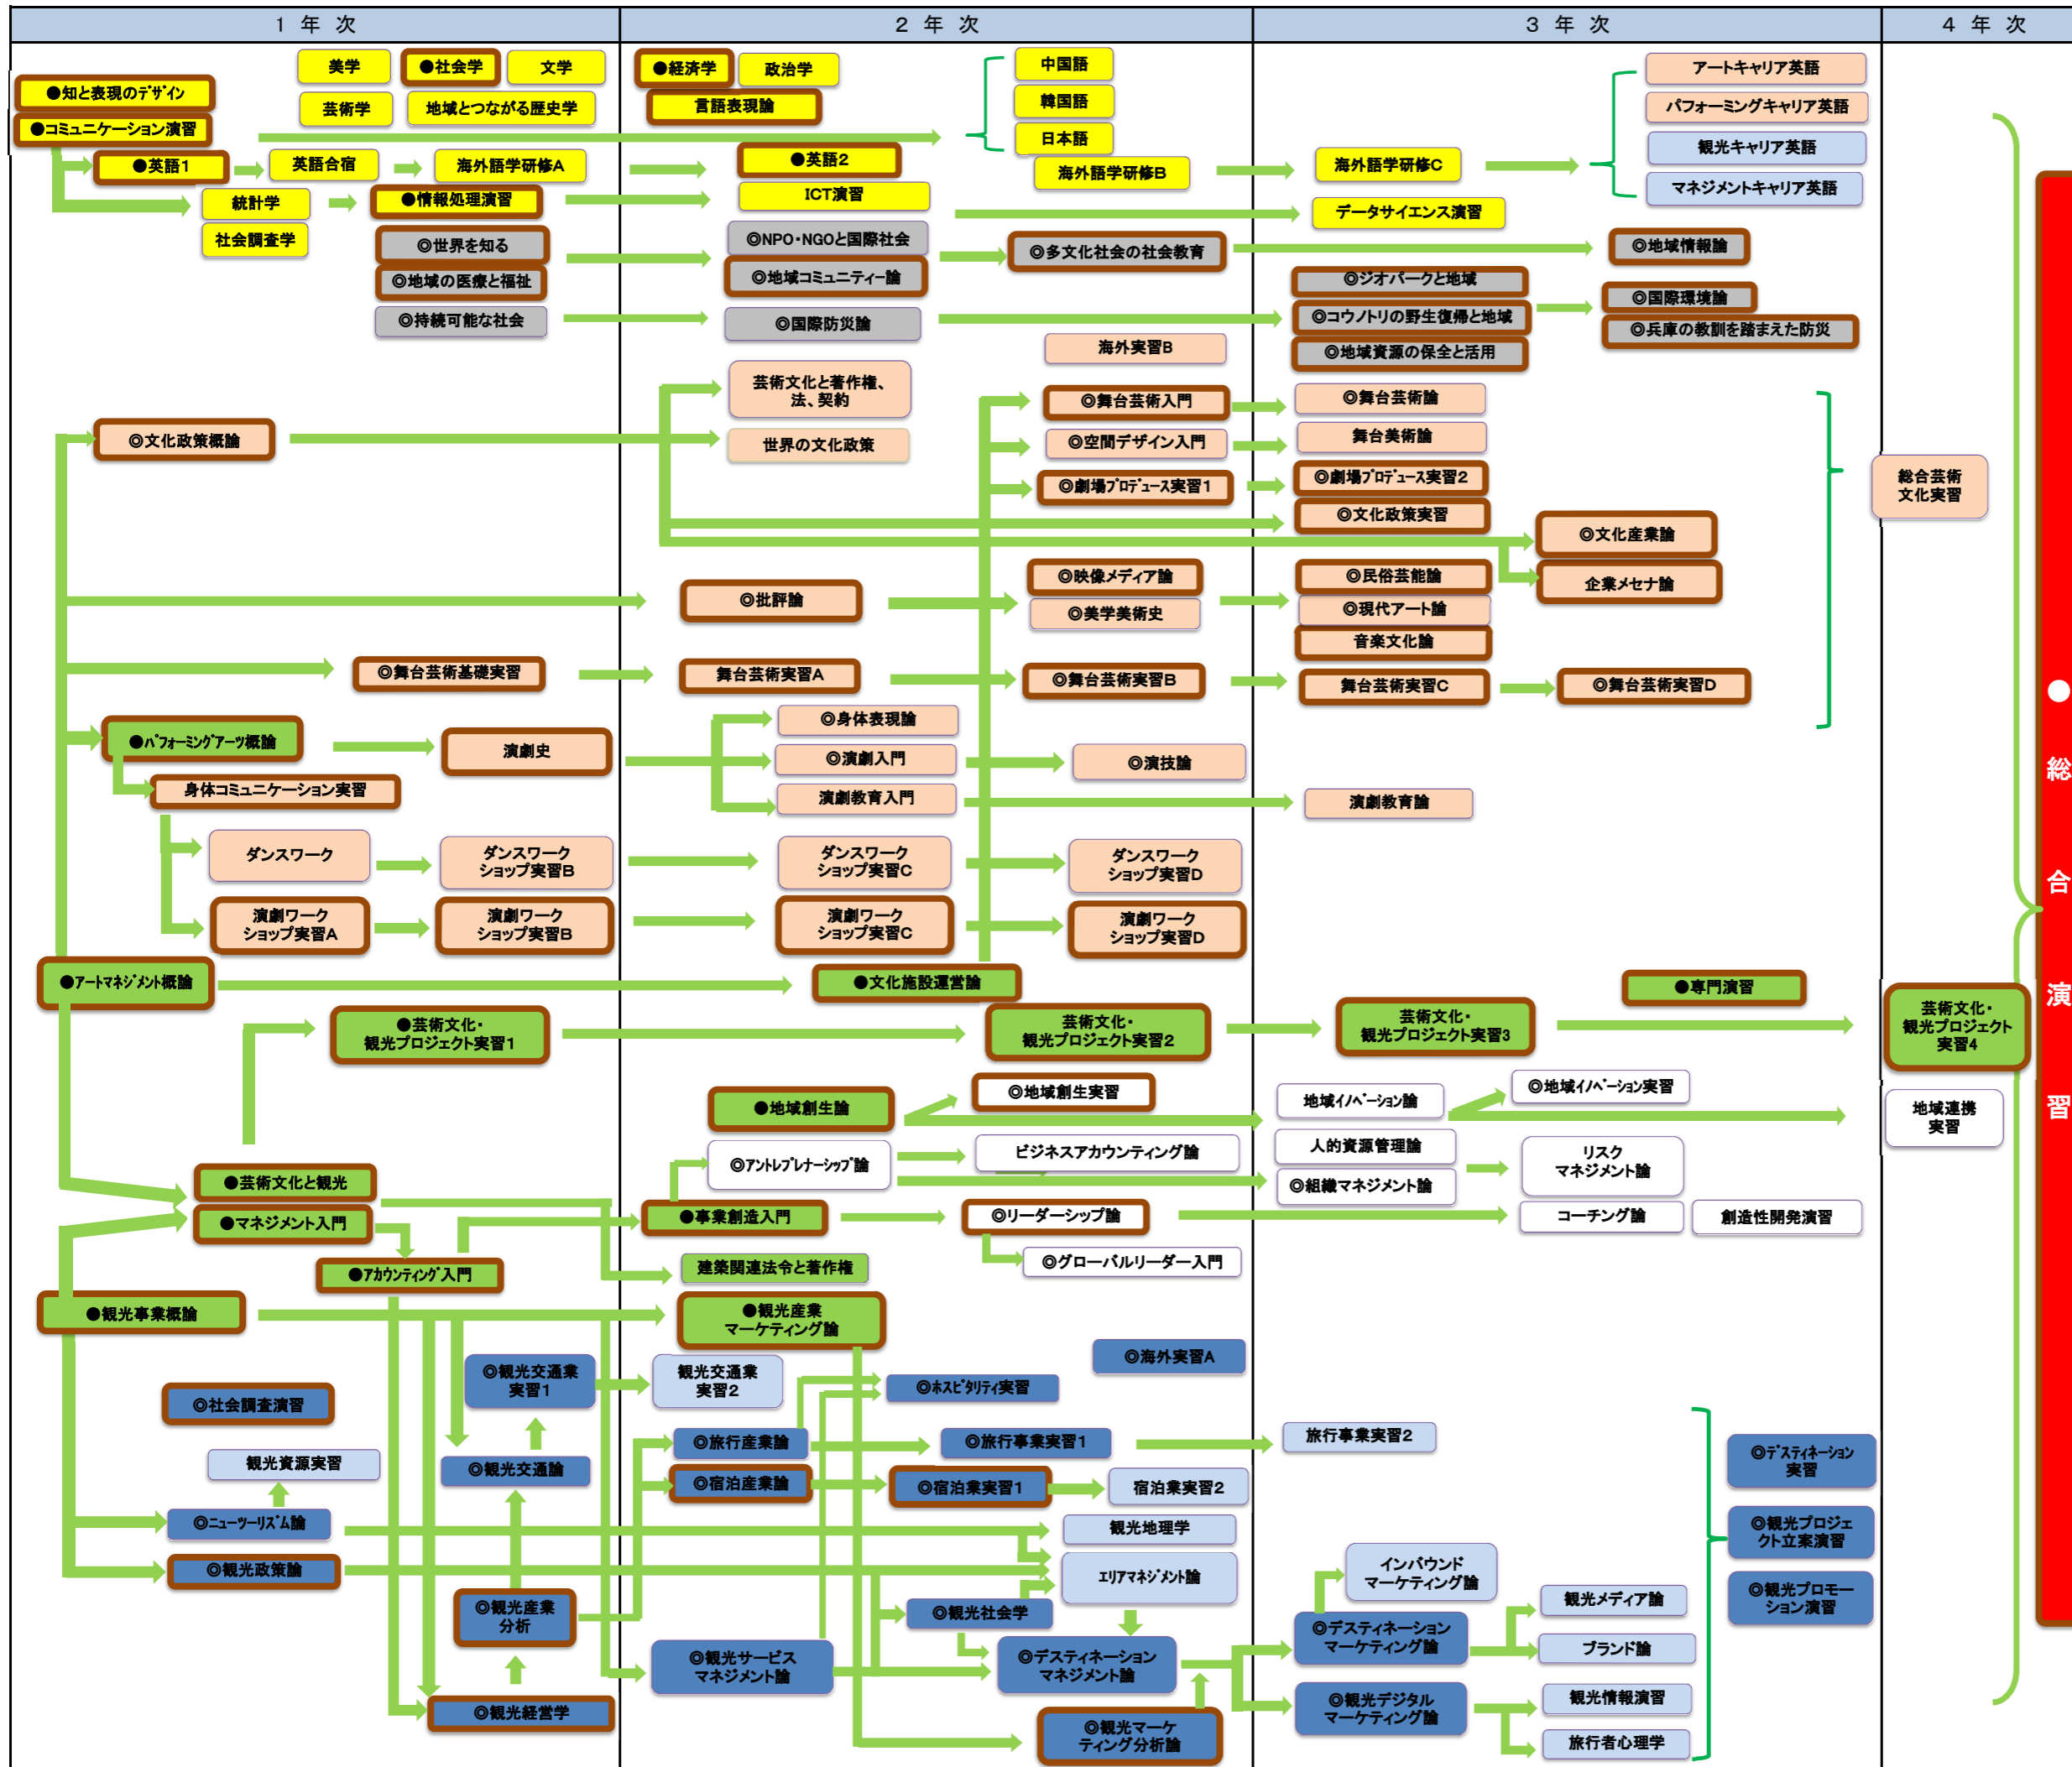 1 年 次
2 年 次
3 年 次
4 年 次
美学
●社会学
文学
●経済学
政治学
中国語
アートキャリア英語
●知と表現のデザイン
芸術学
地域とつながる歴史学
言語表現論
韓国語
パフォーミングキャリア英語
●コミュニケーション演習
日本語
観光キャリア英語
●英語1
英語合宿
海外語学研修A
●英語2
海外語学研修B
海外語学研修C
マネジメントキャリア英語
統計学
●情報処理演習
ICT演習
データサイエンス演習
社会調査学
◎世界を知る
◎NPO・NGOと国際社会
◎多文化社会の社会教育
◎地域情報論
◎地域の医療と福祉
◎地域コミュニティー論
◎ジオパークと地域
◎国際環境論
◎持続可能な社会
◎国際防災論
◎コウノトリの野生復帰と地域
◎兵庫の教訓を踏まえた防災
海外実習B
◎地域資源の保全と活用
芸術文化と著作権、
法、契約
◎舞台芸術入門
◎舞台芸術論
◎文化政策概論
世界の文化政策
◎空間デザイン入門
舞台美術論
◎劇場プロデュース実習1
◎劇場プロデュース実習2
総合芸術
文化実習
◎文化政策実習
◎文化産業論
◎批評論
◎映像メディア論
◎民俗芸能論
企業メセナ論
◎美学美術史
◎現代アート論
音楽文化論
◎舞台芸術基礎実習
舞台芸術実習A
◎舞台芸術実習B
舞台芸術実習C
◎舞台芸術実習D
●パフォーミングアーツ概論
演劇史
◎身体表現論
◎演劇入門
◎演技論
身体コミュニケーション実習
演劇教育入門
演劇教育論
ダンスワーク
ダンスワーク
ショップ実習B
ダンスワーク
ショップ実習C
ダンスワーク
ショップ実習D
演劇ワーク
ショップ実習A
演劇ワーク
ショップ実習B
演劇ワーク
ショップ実習C
演劇ワーク
ショップ実習D
●アートマネジメント概論
●文化施設運営論
●専門演習
●芸術文化・
観光プロジェクト実習1
芸術文化・
観光プロジェクト実習2
芸術文化・
観光プロジェクト実習3
芸術文化・
観光プロジェクト
実習4
●地域創生論
◎地域創生実習
地域イノベーション論
◎地域イノベーション実習
地域連携
実習
◎アントレプレナーシップ論
ビジネスアカウンティング論
人的資源管理論
リスク
マネジメント論
●芸術文化と観光
◎組織マネジメント論
●マネジメント入門
●事業創造入門
◎リーダーシップ論
コーチング論
創造性開発演習
●アカウンティング入門
建築関連法令と著作権
◎グローバルリーダー入門
●観光事業概論
●観光産業
マーケティング論
◎社会調査演習
◎観光交通業
実習1
観光交通業
実習2
◎ホスピタリティ実習
◎海外実習A
観光資源実習
◎観光交通論
◎旅行産業論
◎旅行事業実習1
旅行事業実習2
◎デスティネーション
実習
◎宿泊産業論
◎宿泊業実習1
宿泊業実習2
◎ニューツーリズム論
観光地理学
◎観光プロジェ
クト立案演習
◎観光政策論
エリアマネジメント論
インバウンド
マーケティング論
◎観光産業
分析
◎観光社会学
観光メディア論
◎観光プロモー
ション演習
◎観光サービス
マネジメント論
◎デスティネーション
マネジメント論
◎デスティネーション
マーケティング論
ブランド論
◎観光経営学
◎観光マーケ
ティング分析論
◎観光デジタル
マーケティング論
観光情報演習
旅行者心理学
●総合演習